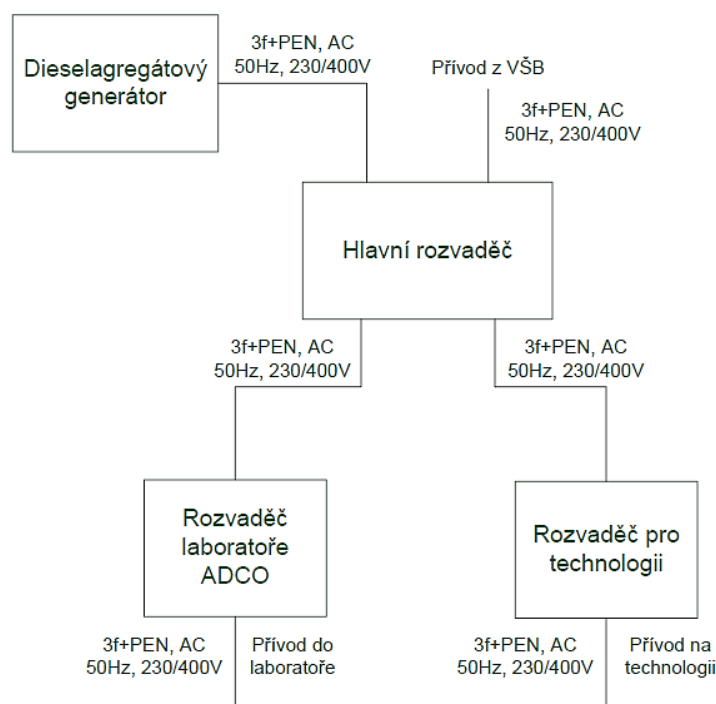 Dieselagregátový
generátor
3f+PEN, AC
50Hz, 230/400V
Přívod z VŠB
3f+PEN, AC
50Hz, 230/400V
Hlavní rozvaděč
3f+PEN, AC
50Hz, 230/400V
3f+PEN, AC
50Hz, 230/400V
Rozvaděč
laboratoře
ADCO
Rozvaděč pro
technologii
3f+PEN, AC
50Hz, 230/400V
Přívod do
laboratoře
3f+PEN, AC
50Hz, 230/400V
Přívod na
technologii